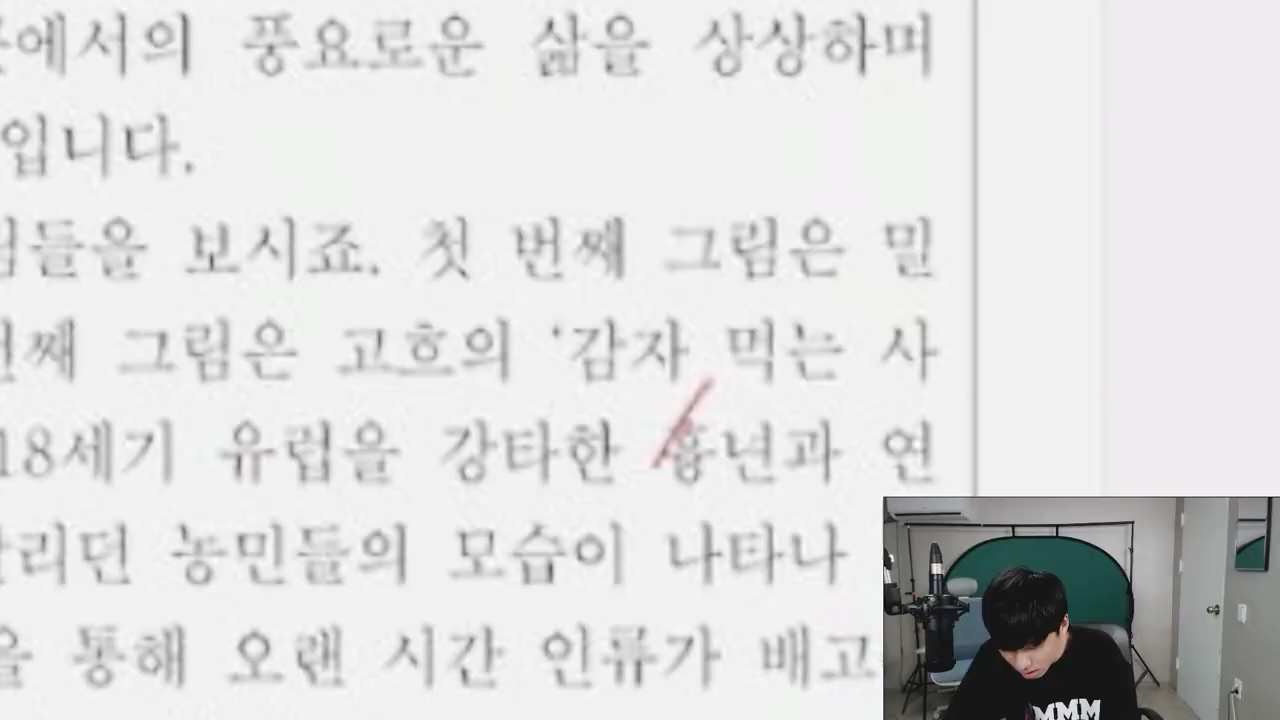 에서의 풍요로운 삶을 상상하며
입니다.
들을 보시죠. 첫 번째 그림은 밀
번째 그림은 고흐의 ‘감자 먹는 사
18세기 유럽을 강타한 흉년과 연
리던 농민들의 모습이 나타나
을 통해 오랜 시간 인류가 배고
MMM